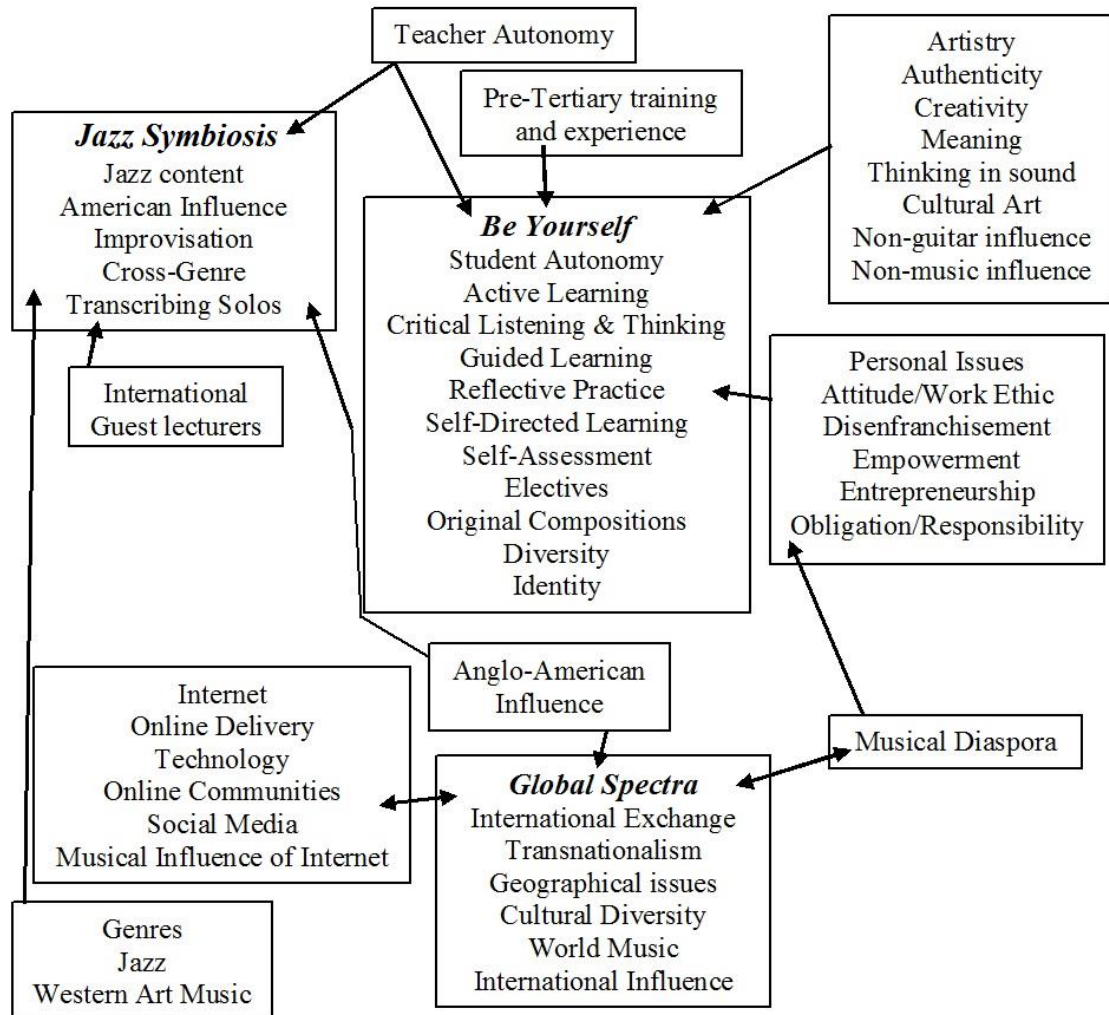 Teacher Autonomy
Pre-Tertiary training
and experience
Artistry
Authenticity
Creativity
Meaning
Thinking in sound
Cultural Art
Non-guitar influence
Non-music influence
Jazz Symbiosis
Jazz content
American Influence
Improvisation
Cross-Genre
Transcribing Solos
International
Guest lecturers
Be Yourself
Student Autonomy
Active Learning
Critical Listening & Thinking
Guided Learning
Reflective Practice
Self-Directed Learning
Self-Assessment
Electives
Original Compositions
Diversity
Identity
Personal Issues
Attitude/Work Ethic
Disenfranchisement
Empowerment
Entrepreneurship
Obligation/Responsibility
Anglo-American
Influence
Internet
Online Delivery
Technology
Online Communities
Social Media
Musical Influence of Internet
Musical Diaspora
Global Spectra
International Exchange
Transnationalism
Geographical issues
Cultural Diversity
World Music
International Influence
Genres
Jazz
Western Art Music